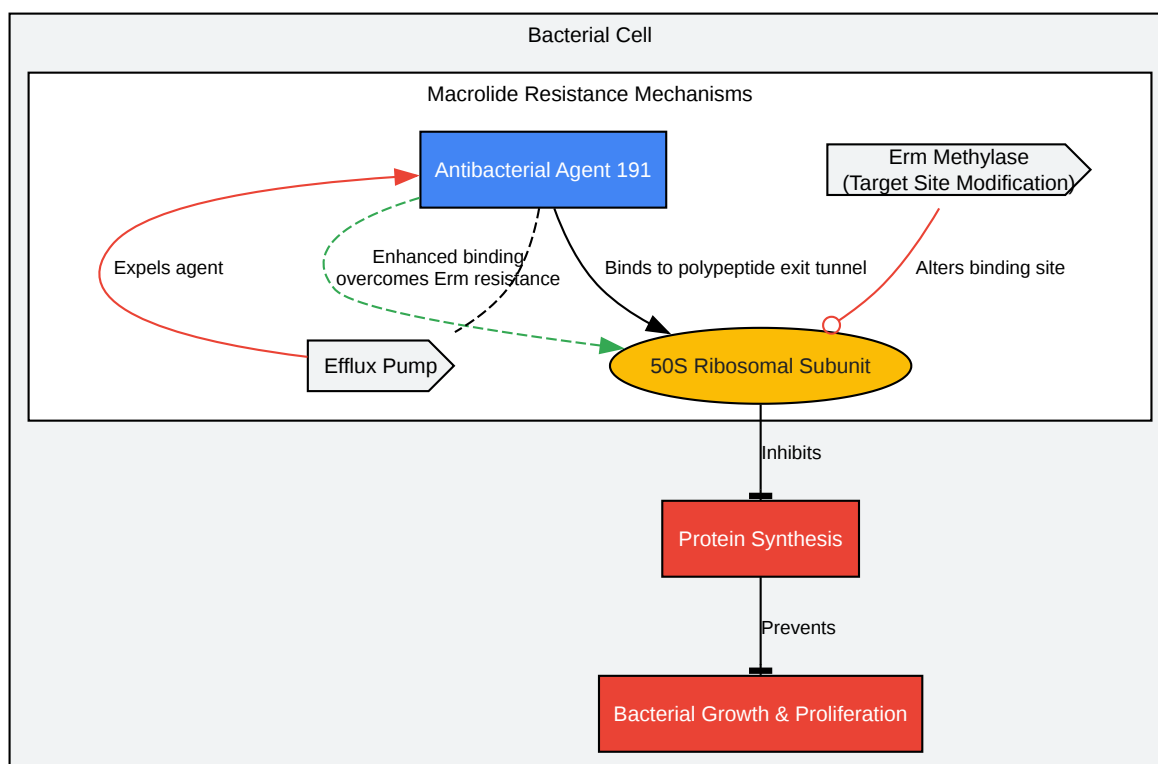 Bacterial Cell
Macrolide Resistance Mechanisms
Antibacterial Agent 191
Erm Methylase
(Target Site Modification)
Expels agent
Enhanced binding
overcomes Erm resistance
Binds to polypeptide exit tunnel
Alters binding site
Efflux Pump
50S Ribosomal Subunit
Inhibits
Protein Synthesis
Prevents
Bacterial Growth & Proliferation